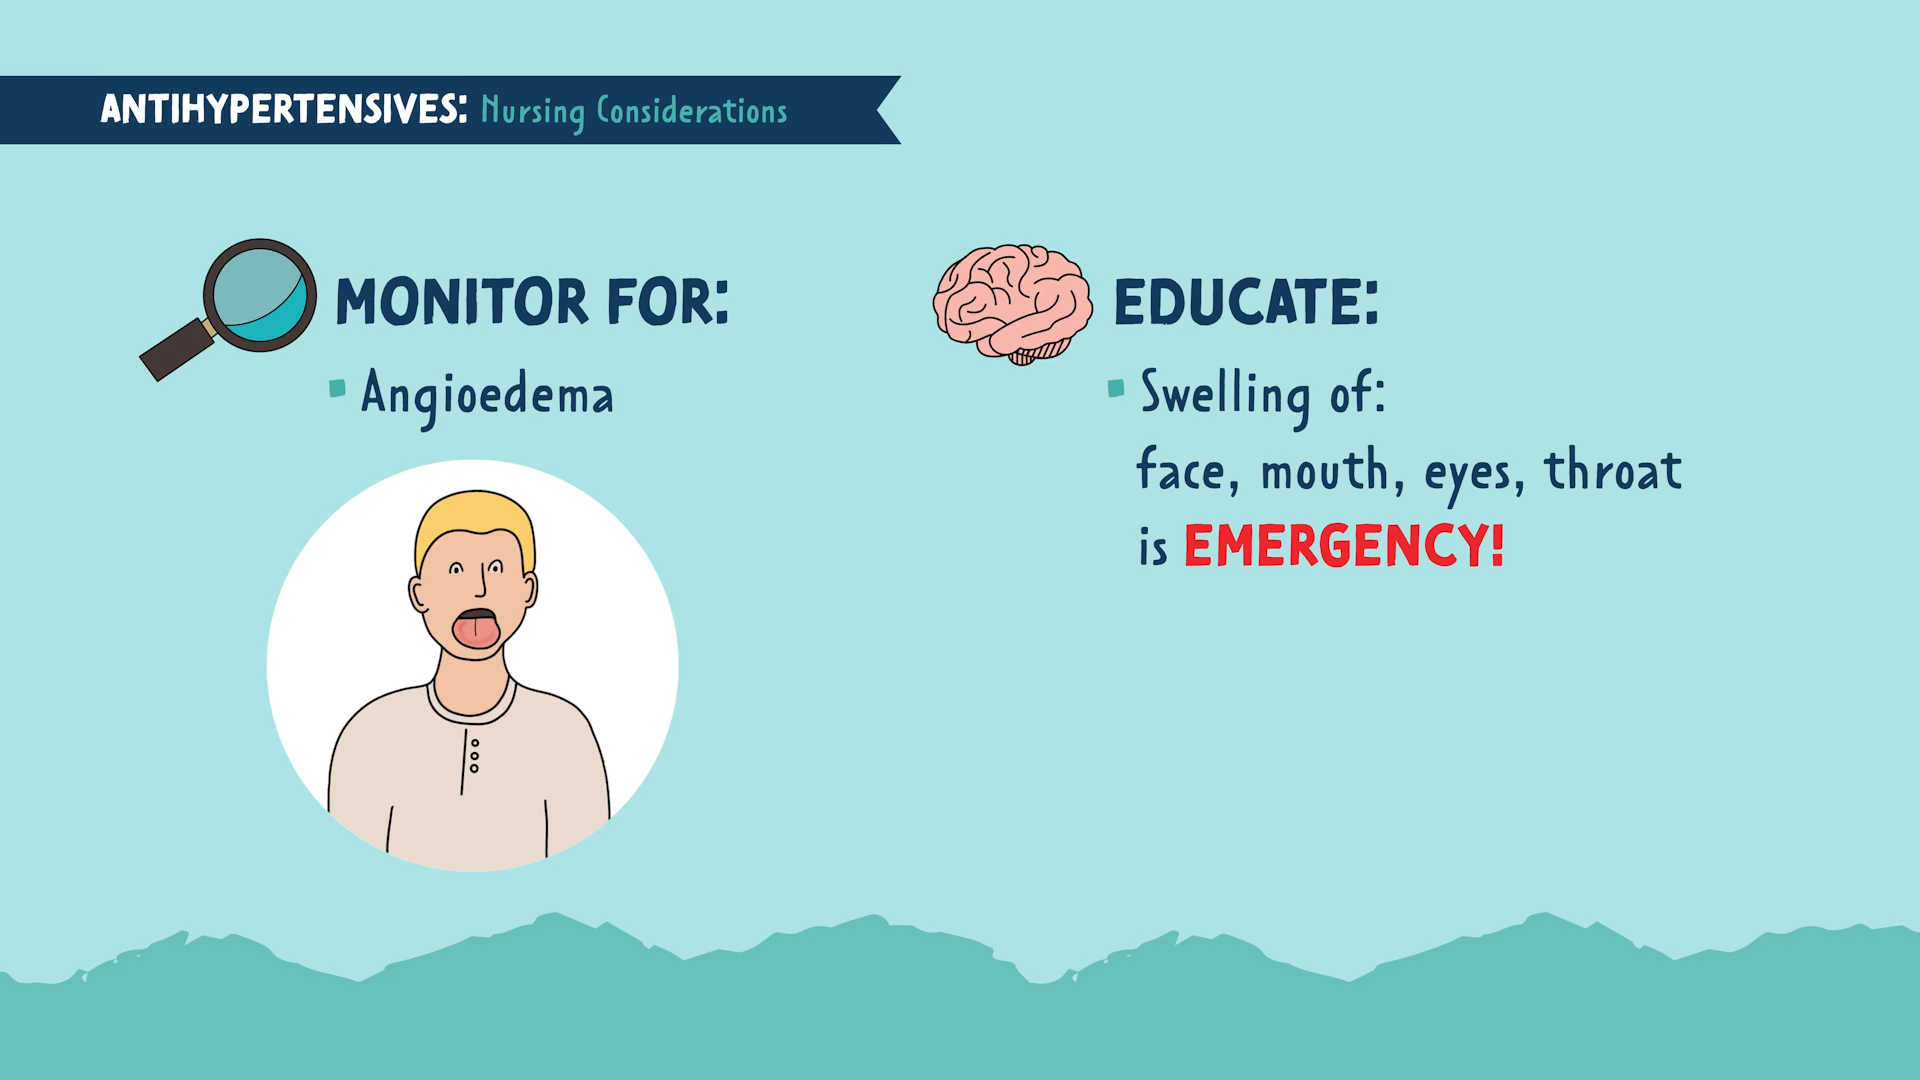 ANTIHYPERTENSIVES: Nursing Considerations
MONITOR FOR:
▪ Angioedema
EDUCATE:
▪ Swelling of:
face, mouth, eyes, throat
is EMERGENCY!